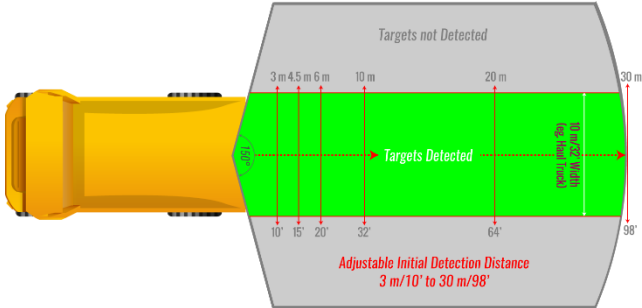 Targets not Detected
3 m 4.5 m 6 m 10 m 20 m 30 m
10 m/32' Width
(eg. Haul Truck)
150°
Targets Detected
10' 15' 20' 32' 64' 98'
Adjustable Initial Detection Distance
3 m/10' to 30 m/98'